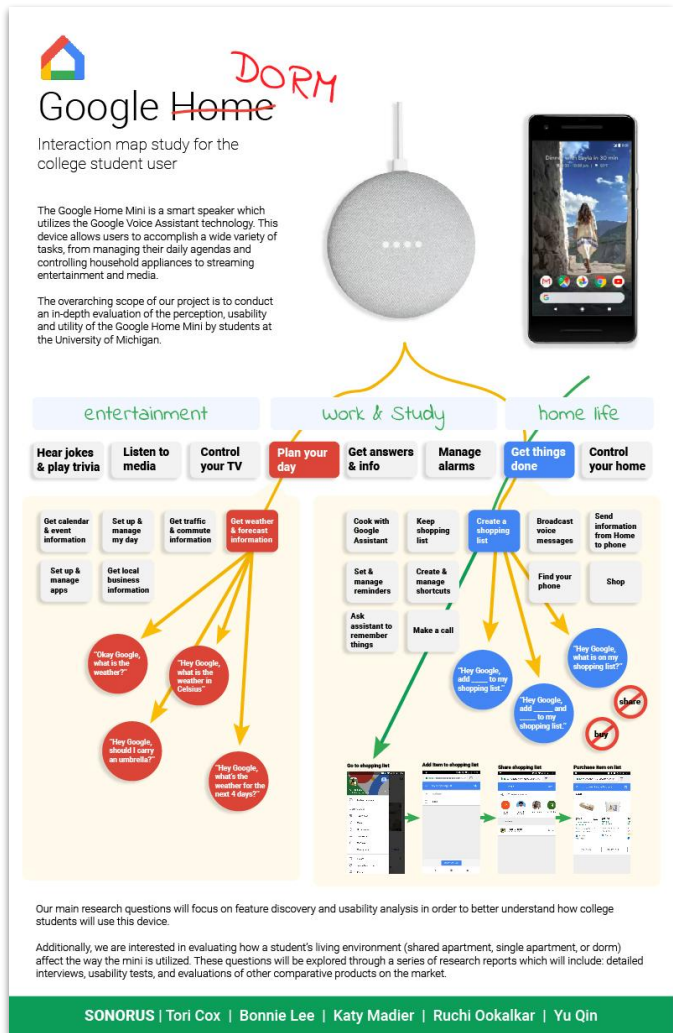 DORM
Google Home
Interaction map study for the
college student user
The Google Home Mini is a smart speaker which
utilizes the Google Voice Assistant technology. This
device allows users to accomplish a wide variety of
tasks, from managing their daily agendas and
controlling household appliances to streaming
entertainment and media.
The overarching scope of our project is to conduct
an in-depth evaluation of the perception, usability
and utility of the Google Home Mini by students at
the University of Michigan.
entertainment
work & study
home life
Hear jokes
& play trivia
Listen to
media
Control
your TV
Plan your
day
Get answers
& info
Manage
alarms
Get things
done
Control
your home
Get calendar
& event
information
Set up &
manage
my day
Get traffic
& commute
information
Get weather
& forecast
information
Set up &
manage
apps
Get local
business
information
"Okay Google,
what is the
weather?"
"Hey Google,
what is the
weather in
Celsius"
"Hey Google,
should I carry
an umbrella?"
"Hey Google,
what's the
weather for the
next 4 days?"
Cook with
Google
Assistant
Keep
shopping
list
Create a
shopping
list
Broadcast
voice
messages
Send
information
from Home
to phone
Set &
manage
reminders
Create &
manage
shortcuts
Find your
phone
Shop
Ask
assistant to
remember
things
Make a call
"Hey Google,
add _____ to my
shopping list."
"Hey Google,
add _____ and
_____ to my
shopping list."
"Hey Google,
what is on my
shopping list?"
share
buy
Go to shopping list
Add item to shopping list
Share shopping list
Purchase item on list
Our main research questions will focus on feature discovery and usability analysis in order to better understand how college
students will use this device.
Additionally, we are interested in evaluating how a student's living environment (shared apartment, single apartment, or dorm)
affect the way the mini is utilized. These questions will be explored through a series of research reports which will include: detailed
interviews, usability tests, and evaluations of other comparative products on the market.
SONORUS | Tori Cox | Bonnie Lee | Katy Madier | Ruchi Ookalkar | Yu Qin